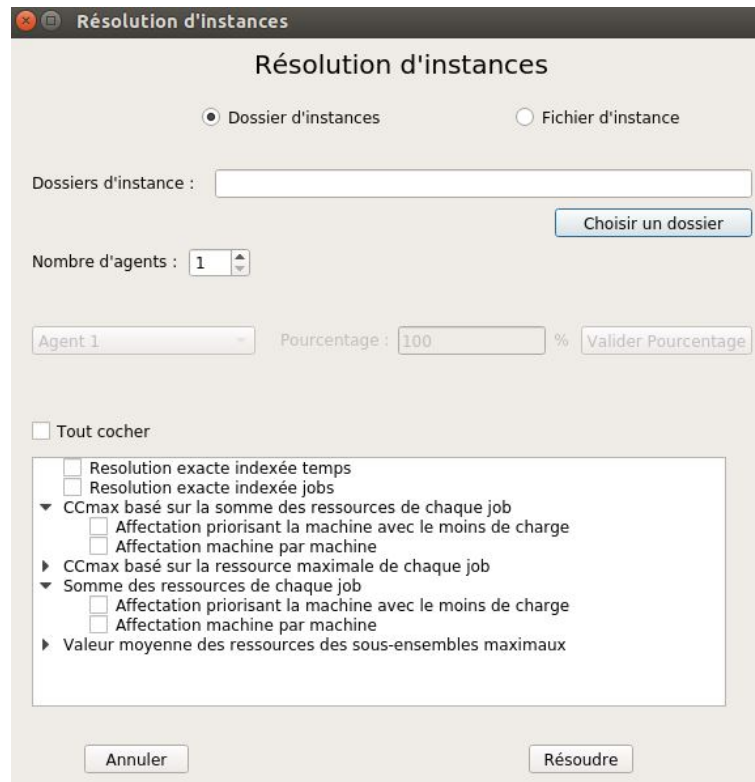 Résolution d'instances
Résolution d'instances
Dossier d'instances Fichier d'instance
Dossiers d'instance :
Choisir un dossier
Nombre d'agents : 1
Agent 1 Pourcentage : 100 % Valider Pourcentage
Tout cocher
Resolution exacte indexée temps
Resolution exacte indexée jobs
CCmax basé sur la somme des ressources de chaque job
Affectation priorisant la machine avec le moins de charge
Affectation machine par machine
CCmax basé sur la ressource maximale de chaque job
Somme des ressources de chaque job
Affectation priorisant la machine avec le moins de charge
Affectation machine par machine
Valeur moyenne des ressources des sous-ensembles maximaux
Annuler Résoudre